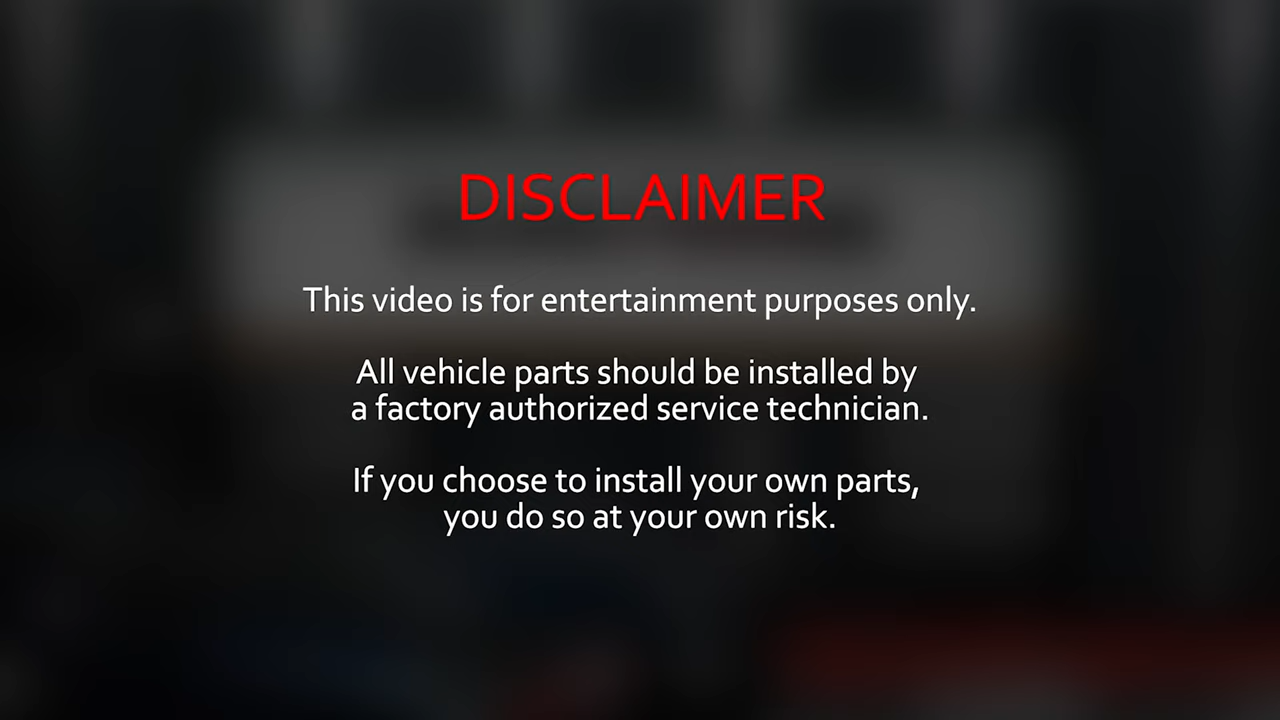 DISCLAIMER
This video is for entertainment purposes only.
All vehicle parts should be installed by
a factory authorized service technician.
If you choose to install your own parts,
you do so at your own risk.